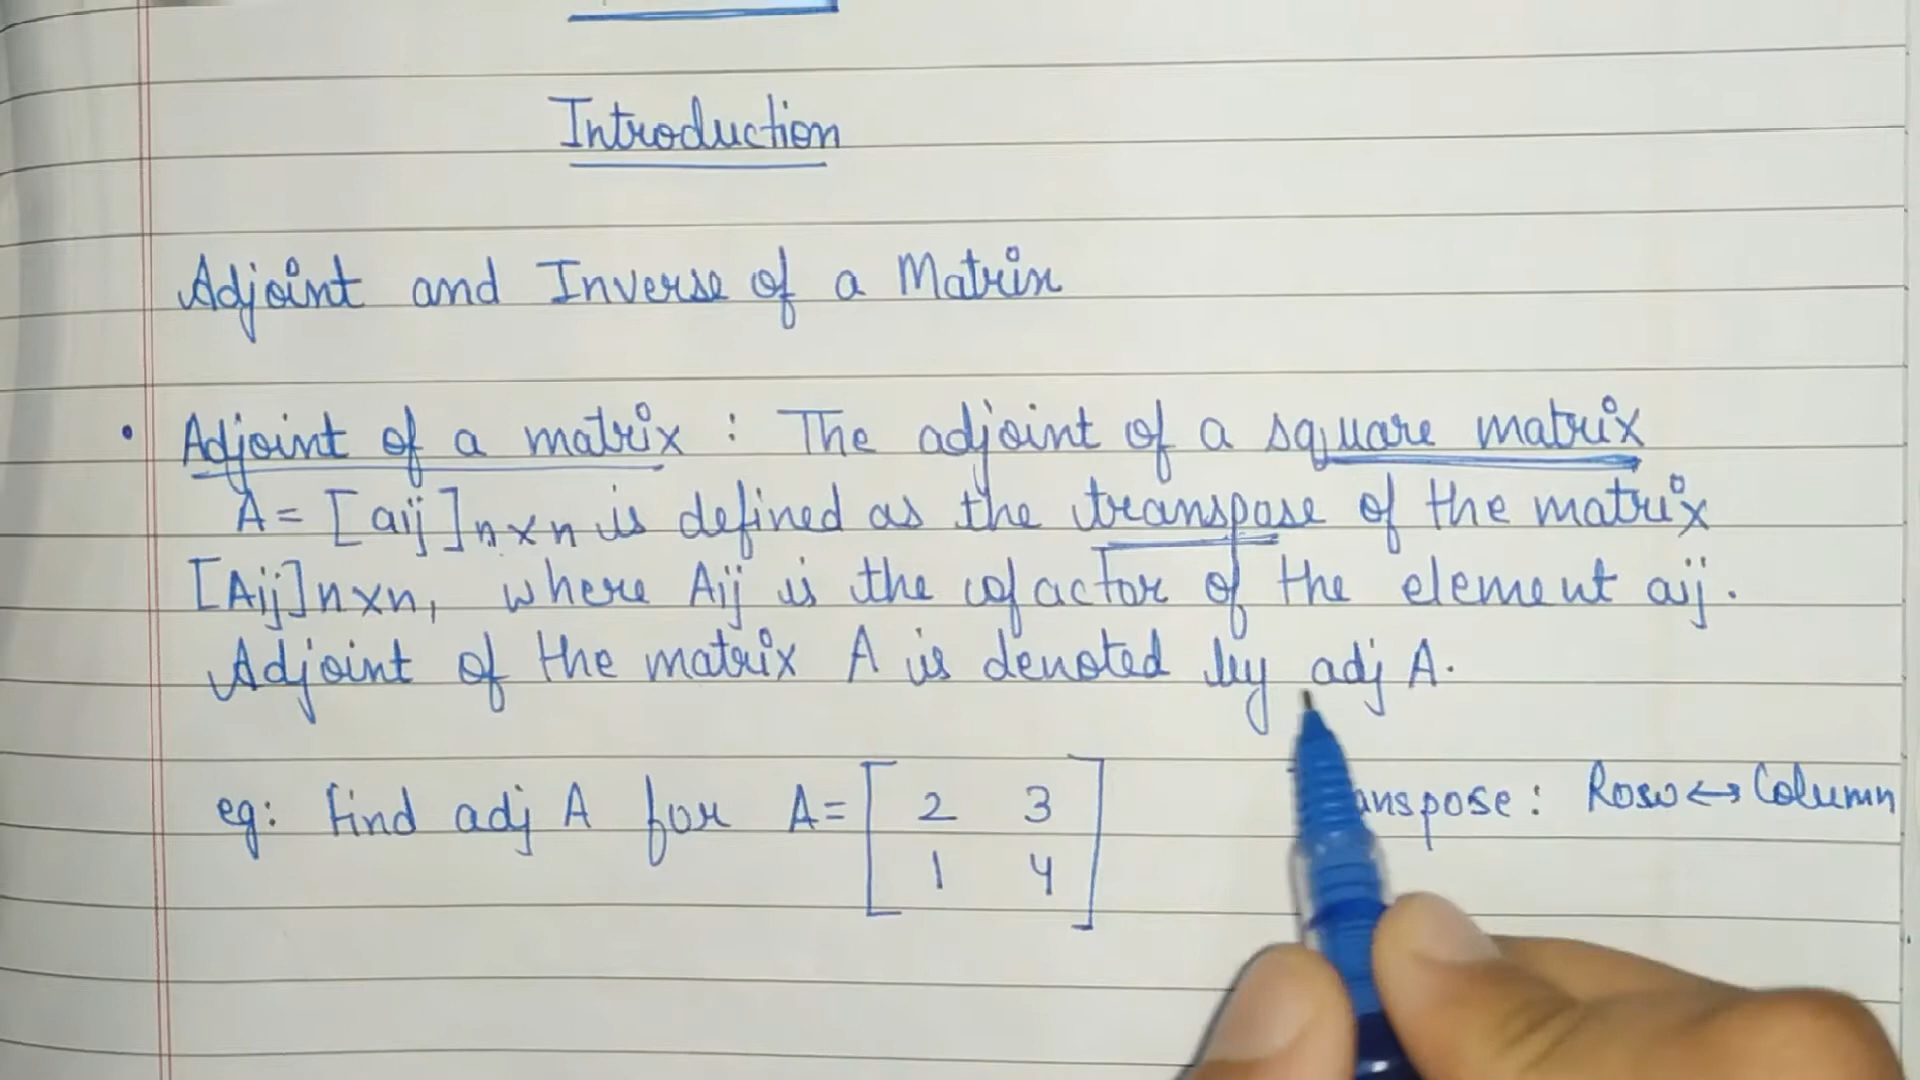 Introduction
Adjoint and Inverse of a Matrix
• Adjoint of a matrix : The adjoint of a square matrix
A = [aij]n×n is defined as the transpose of the matrix
[Aij]n×n, where Aij is the cofactor of the element aij.
Adjoint of the matrix A is denoted by adj A.
eg: find adj A for A = [2 3
1 4]
anspose : Row ↔ Column